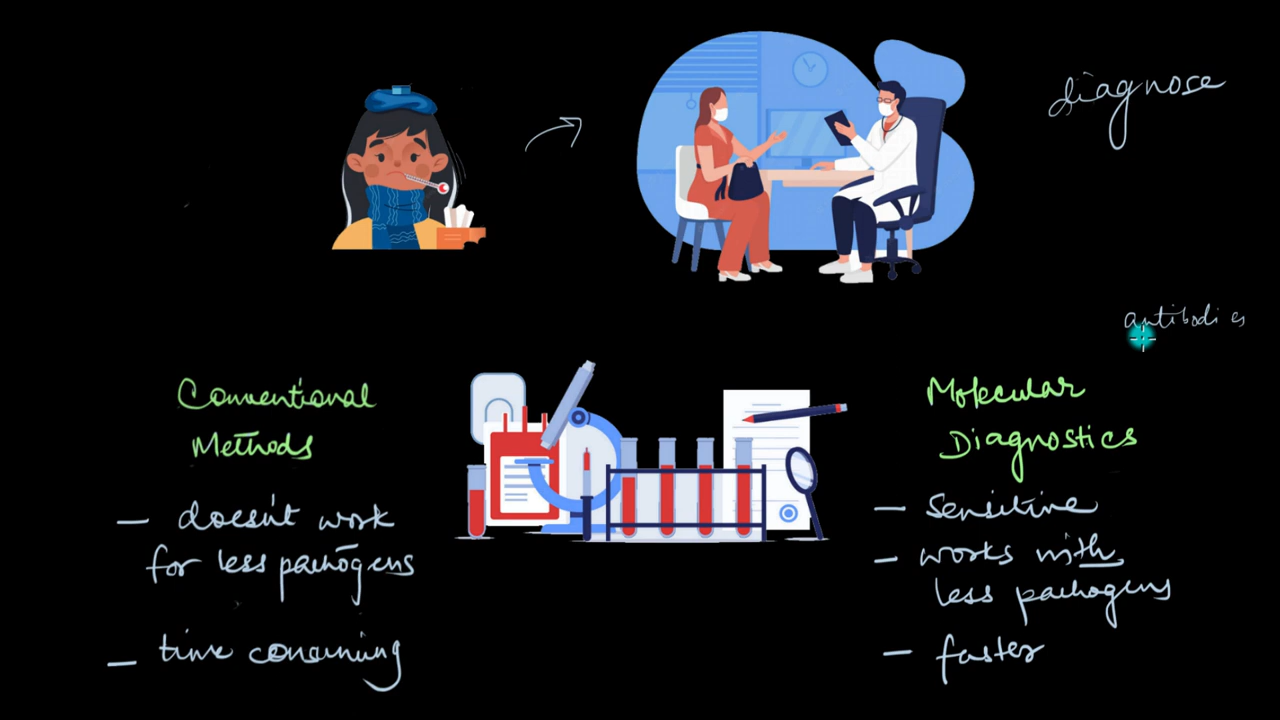 diagnose
antibodies
Conventional
Methods
- doesn't work
for less pathogens
- time consuming
Molecular
Diagnostics
- Sensitive
- works with
less pathogens
- faster